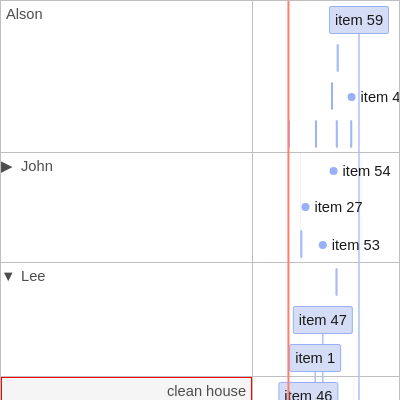 Alson
item 59
item 4
▶ John
item 54
item 27
item 53
▼ Lee
item 47
item 1
clean house
item 46